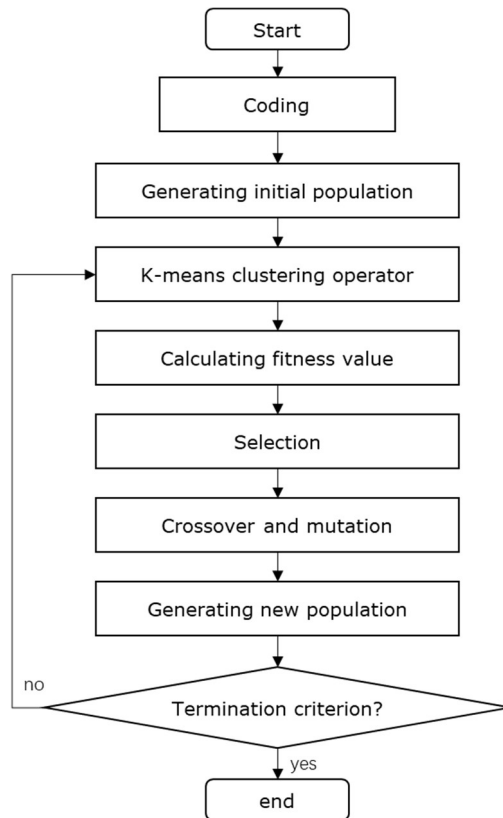 Start
Coding
Generating initial population
K-means clustering operator
Calculating fitness value
Selection
Crossover and mutation
Generating new population
no
Termination criterion?
yes
end